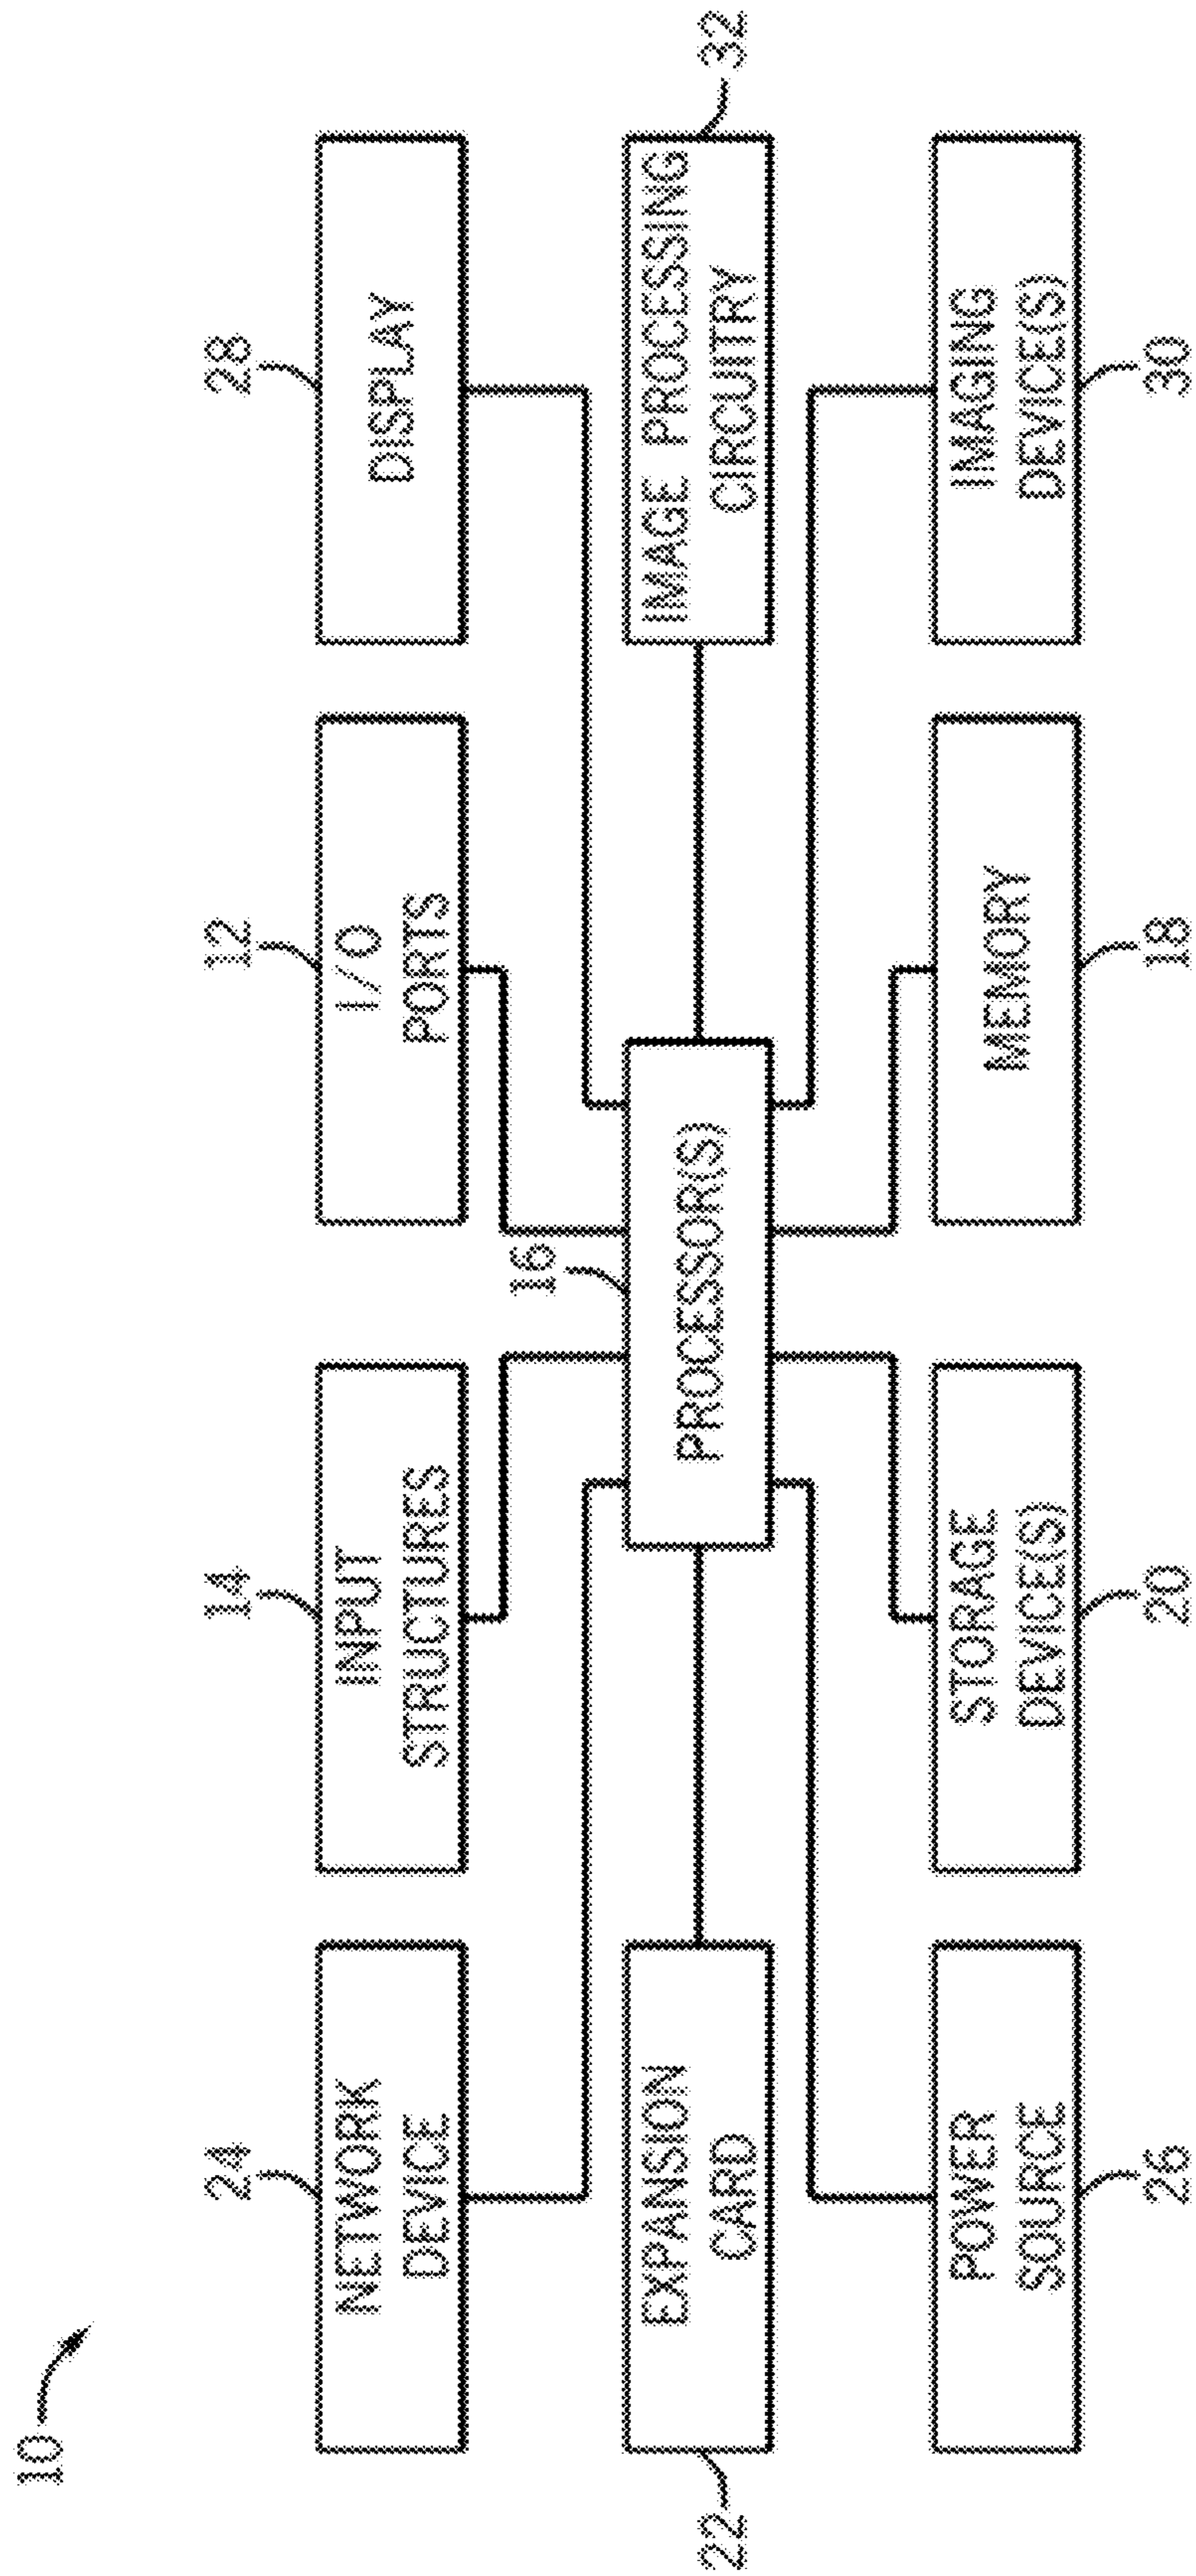 10
24
14
12
28
NETWORK
DEVICE
INPUT
STRUCTURES
I/O
PORTS
DISPLAY
16
22
EXPANSION
CARD
PROCESSOR(S)
IMAGE PROCESSING
CIRCUITRY
32
POWER
SOURCE
STORAGE
DEVICE(S)
MEMORY
IMAGING
DEVICE(S)
26
20
18
30